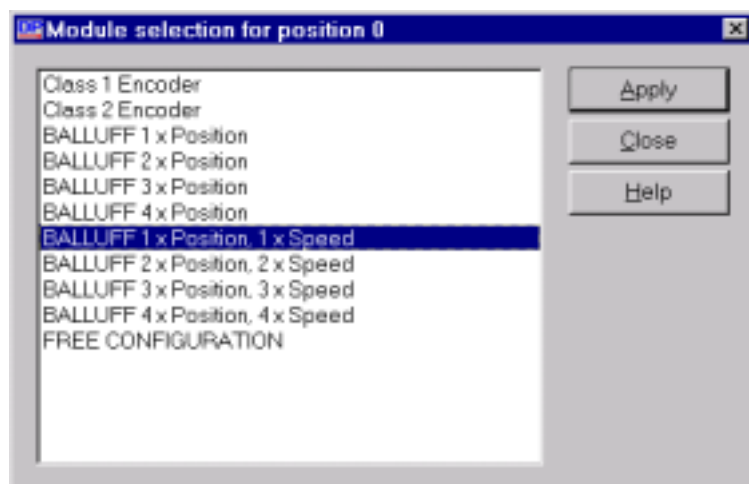 Module selection for position 0
Class 1 Encoder
Class 2 Encoder
BALLUFF 1 x Position
BALLUFF 2 x Position
BALLUFF 3 x Position
BALLUFF 4 x Position
BALLUFF 1 x Position, 1 x Speed
BALLUFF 2 x Position, 2 x Speed
BALLUFF 3 x Position, 3 x Speed
BALLUFF 4 x Position, 4 x Speed
FREE CONFIGURATION
Apply
Close
Help